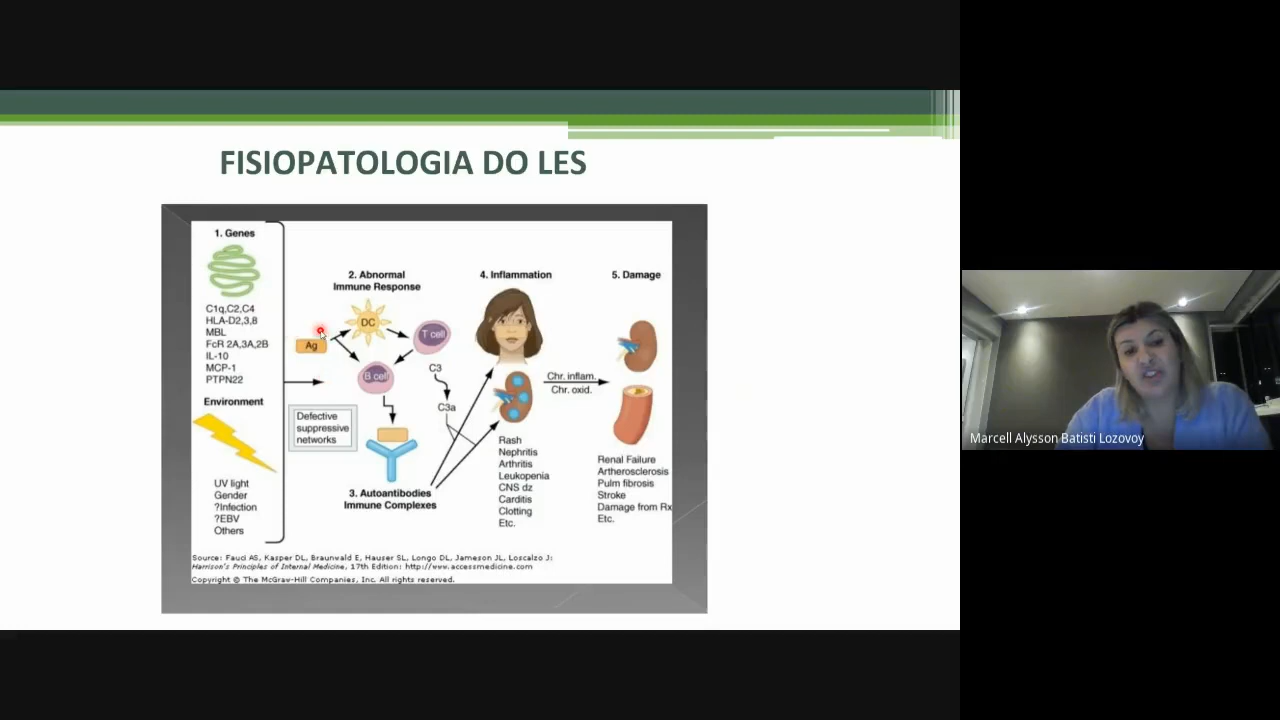 FISIOPATOLOGIA DO LES
1. Genes
C1q,C2,C4
HLA-D2,3,8
MBL
FcR 2A,3A,2B
IL-10
MCP-1
PTPN22
Environment
UV light
Gender
?Infection
?EBV
Others
2. Abnormal
Immune Response
Ag
DC
T cell
B cell
C3
C3a
Defective
suppressive
networks
3. Autoantibodies
Immune Complexes
4. Inflammation
Rash
Nephritis
Arthritis
Leukopenia
CNS dz
Carditis
Clotting
Etc.
Chr. inflam.
Chr. oxid.
5. Damage
Renal Failure
Artherosclerosis
Pulm fibrosis
Stroke
Damage from Rx
Etc.
Source: Fauci AS, Kasper DL, Braunwald E, Hauser SL, Longo DL, Jameson JL, Loscalzo J:
Harrison's Principles of Internal Medicine, 17th Edition: http://www.accessmedicine.com
Copyright © The McGraw-Hill Companies, Inc. All rights reserved.
Marcell Alysson Batisti Lozovoy